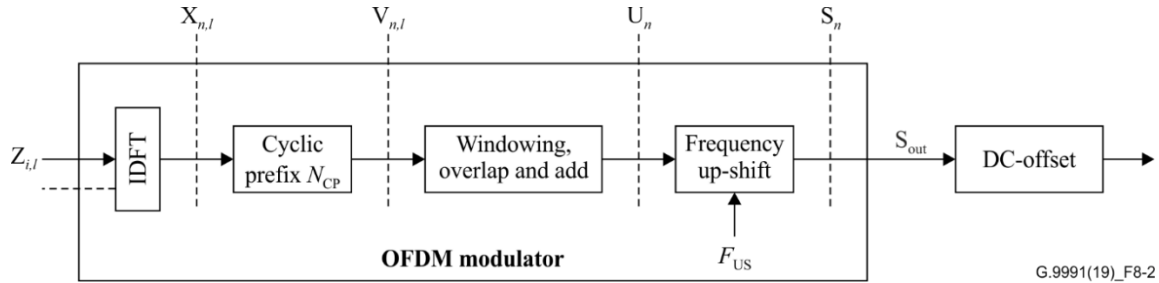 Xn,l
Vn,l
Un
Sn
Zi,l
IDFT
Cyclic
prefix NCP
Windowing,
overlap and add
Frequency
up-shift
Sout
DC-offset
FUS
OFDM modulator
G.9991(19)_F8-2